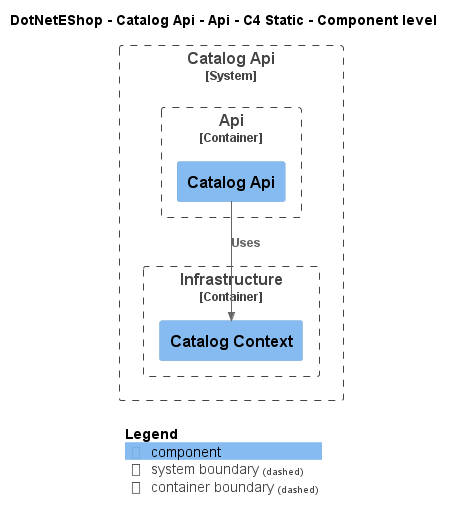 DotNetEShop - Catalog Api - Api - C4 Static - Component level
Catalog Api
[System]
Api
[Container]
Catalog Api
Uses
Infrastructure
[Container]
Catalog Context
Legend
component
system boundary (dashed)
container boundary (dashed)